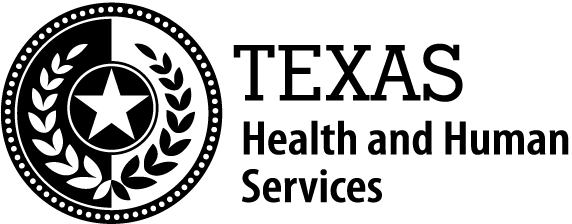 TEXAS
Health and Human
Services